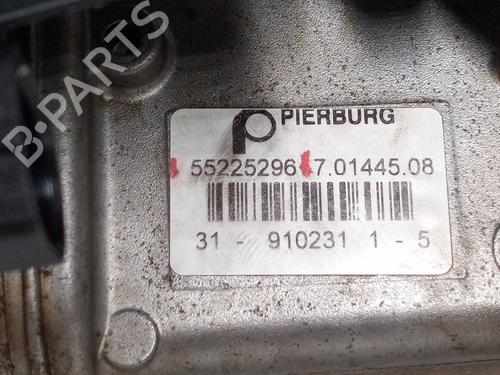 PIERBURG
55225296 7.01445.08
31 - 910231 1 - 5
B-PARTS